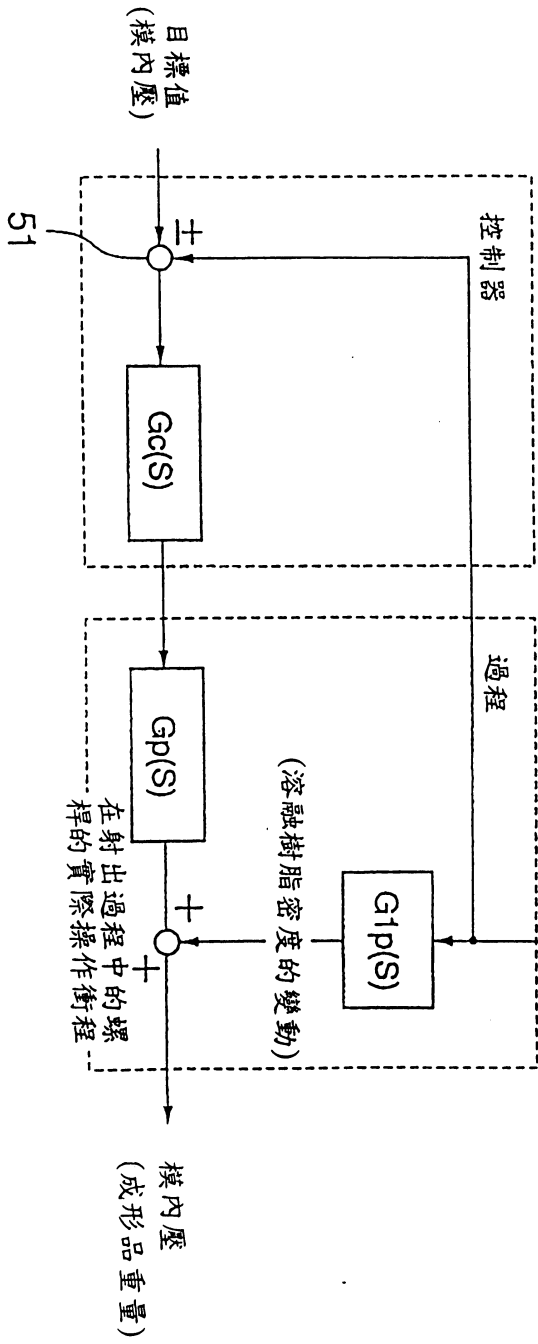 目標值
(模內壓)
51
±
控制器
Gc(S)
過程
Gp(S)
(溶融樹脂密度的變動)
G1p(S)
在射出過程中的螺
桿的實際操作衝程
+
+
模內壓
(成形品重量)